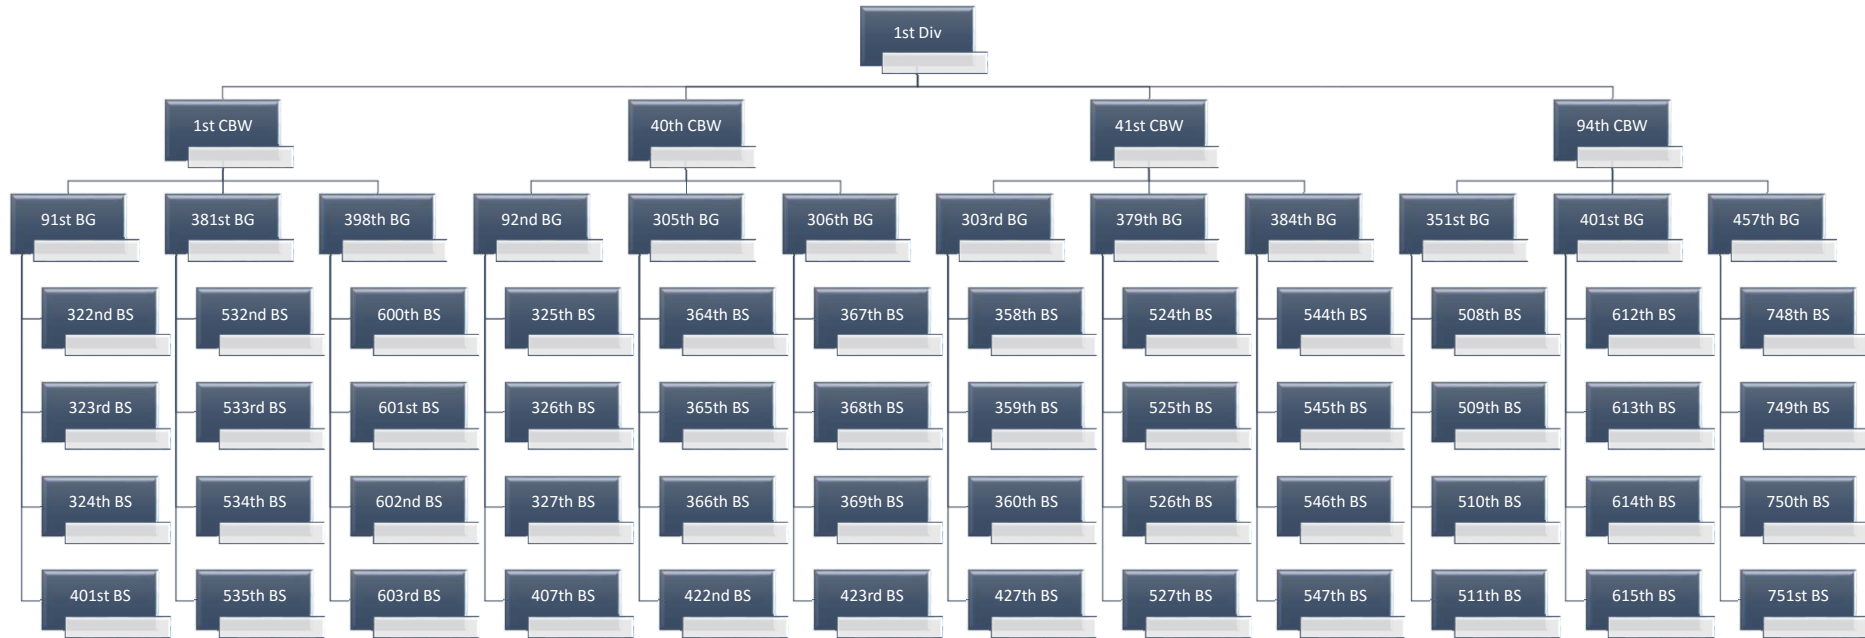 1st Div
1st CBW
40th CBW
41st CBW
94th CBW
91st BG
381st BG
398th BG
92nd BG
305th BG
306th BG
303rd BG
379th BG
384th BG
351st BG
401st BG
457th BG
322nd BS
532nd BS
600th BS
325th BS
364th BS
367th BS
358th BS
524th BS
544th BS
508th BS
612th BS
748th BS
323rd BS
533rd BS
601st BS
326th BS
365th BS
368th BS
359th BS
525th BS
545th BS
509th BS
613th BS
749th BS
324th BS
534th BS
602nd BS
327th BS
366th BS
369th BS
360th BS
526th BS
546th BS
510th BS
614th BS
750th BS
401st BS
535th BS
603rd BS
407th BS
422nd BS
423rd BS
427th BS
527th BS
547th BS
511th BS
615th BS
751st BS